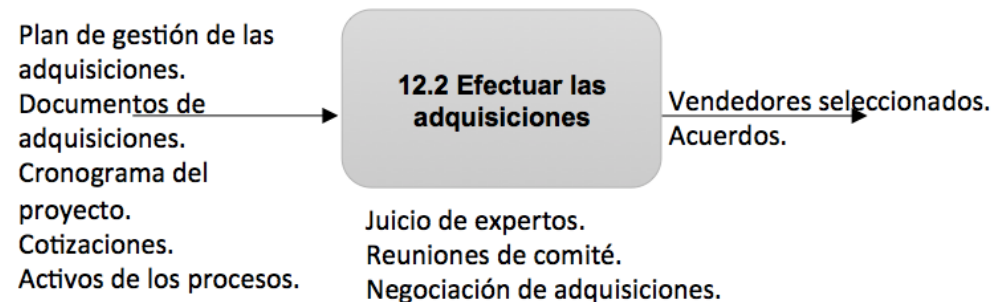 Plan de gestión de las
adquisiciones.
Documentos de
adquisiciones.
Cronograma del
proyecto.
Cotizaciones.
Activos de los procesos.
12.2 Efectuar las
adquisiciones
Juicio de expertos.
Reuniones de comité.
Negociación de adquisiciones.
Vendedores seleccionados.
Acuerdos.